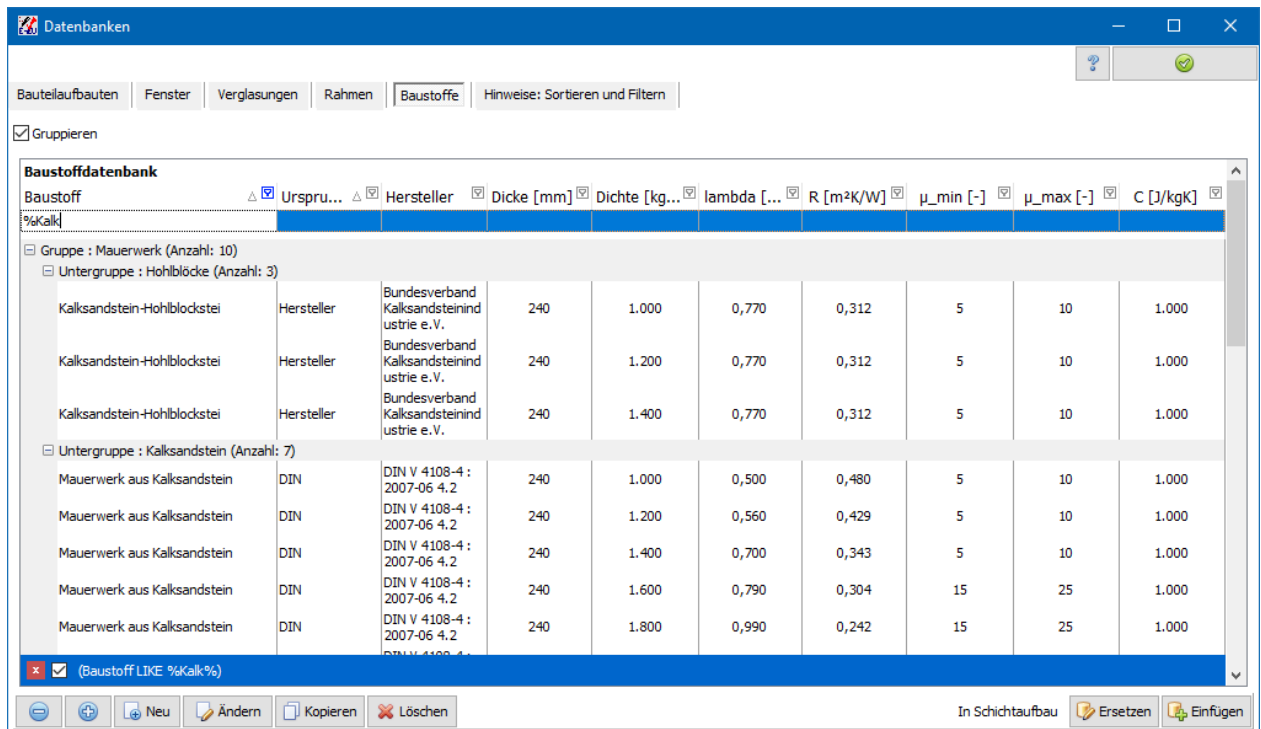 Datenbanken
Bauteilaufbauten Fenster Verglasungen Rahmen Baustoffe Hinweise: Sortieren und Filtern
Gruppieren
Baustoffdatenbank
Baustoff Urspru... Hersteller Dicke [mm] Dichte [kg... lambda [... R [m²K/W] µ_min [-] µ_max [-] C [J/kgK]
%Kalk
Gruppe : Mauerwerk (Anzahl: 10)
Untergruppe : Hohlblöcke (Anzahl: 3)
Bundesverband
Kalksandstein-Hohlblockstei Hersteller Kalksandsteinind 240 1.000 0,770 0,312 5 10 1.000
ustrie e.V.
Bundesverband
Kalksandstein-Hohlblockstei Hersteller Kalksandsteinind 240 1.200 0,770 0,312 5 10 1.000
ustrie e.V.
Bundesverband
Kalksandstein-Hohlblockstei Hersteller Kalksandsteinind 240 1.400 0,770 0,312 5 10 1.000
ustrie e.V.
Untergruppe : Kalksandstein (Anzahl: 7)
Mauerwerk aus Kalksandstein DIN DIN V 4108-4 : 240 1.000 0,500 0,480 5 10 1.000
2007-06 4.2
Mauerwerk aus Kalksandstein DIN DIN V 4108-4 : 240 1.200 0,560 0,429 5 10 1.000
2007-06 4.2
Mauerwerk aus Kalksandstein DIN DIN V 4108-4 : 240 1.400 0,700 0,343 5 10 1.000
2007-06 4.2
Mauerwerk aus Kalksandstein DIN DIN V 4108-4 : 240 1.600 0,790 0,304 15 25 1.000
2007-06 4.2
Mauerwerk aus Kalksandstein DIN DIN V 4108-4 : 240 1.800 0,990 0,242 15 25 1.000
2007-06 4.2
(Baustoff LIKE %Kalk%)
Neu Ändern Kopieren Löschen In Schichtaufbau Ersetzen Einfügen